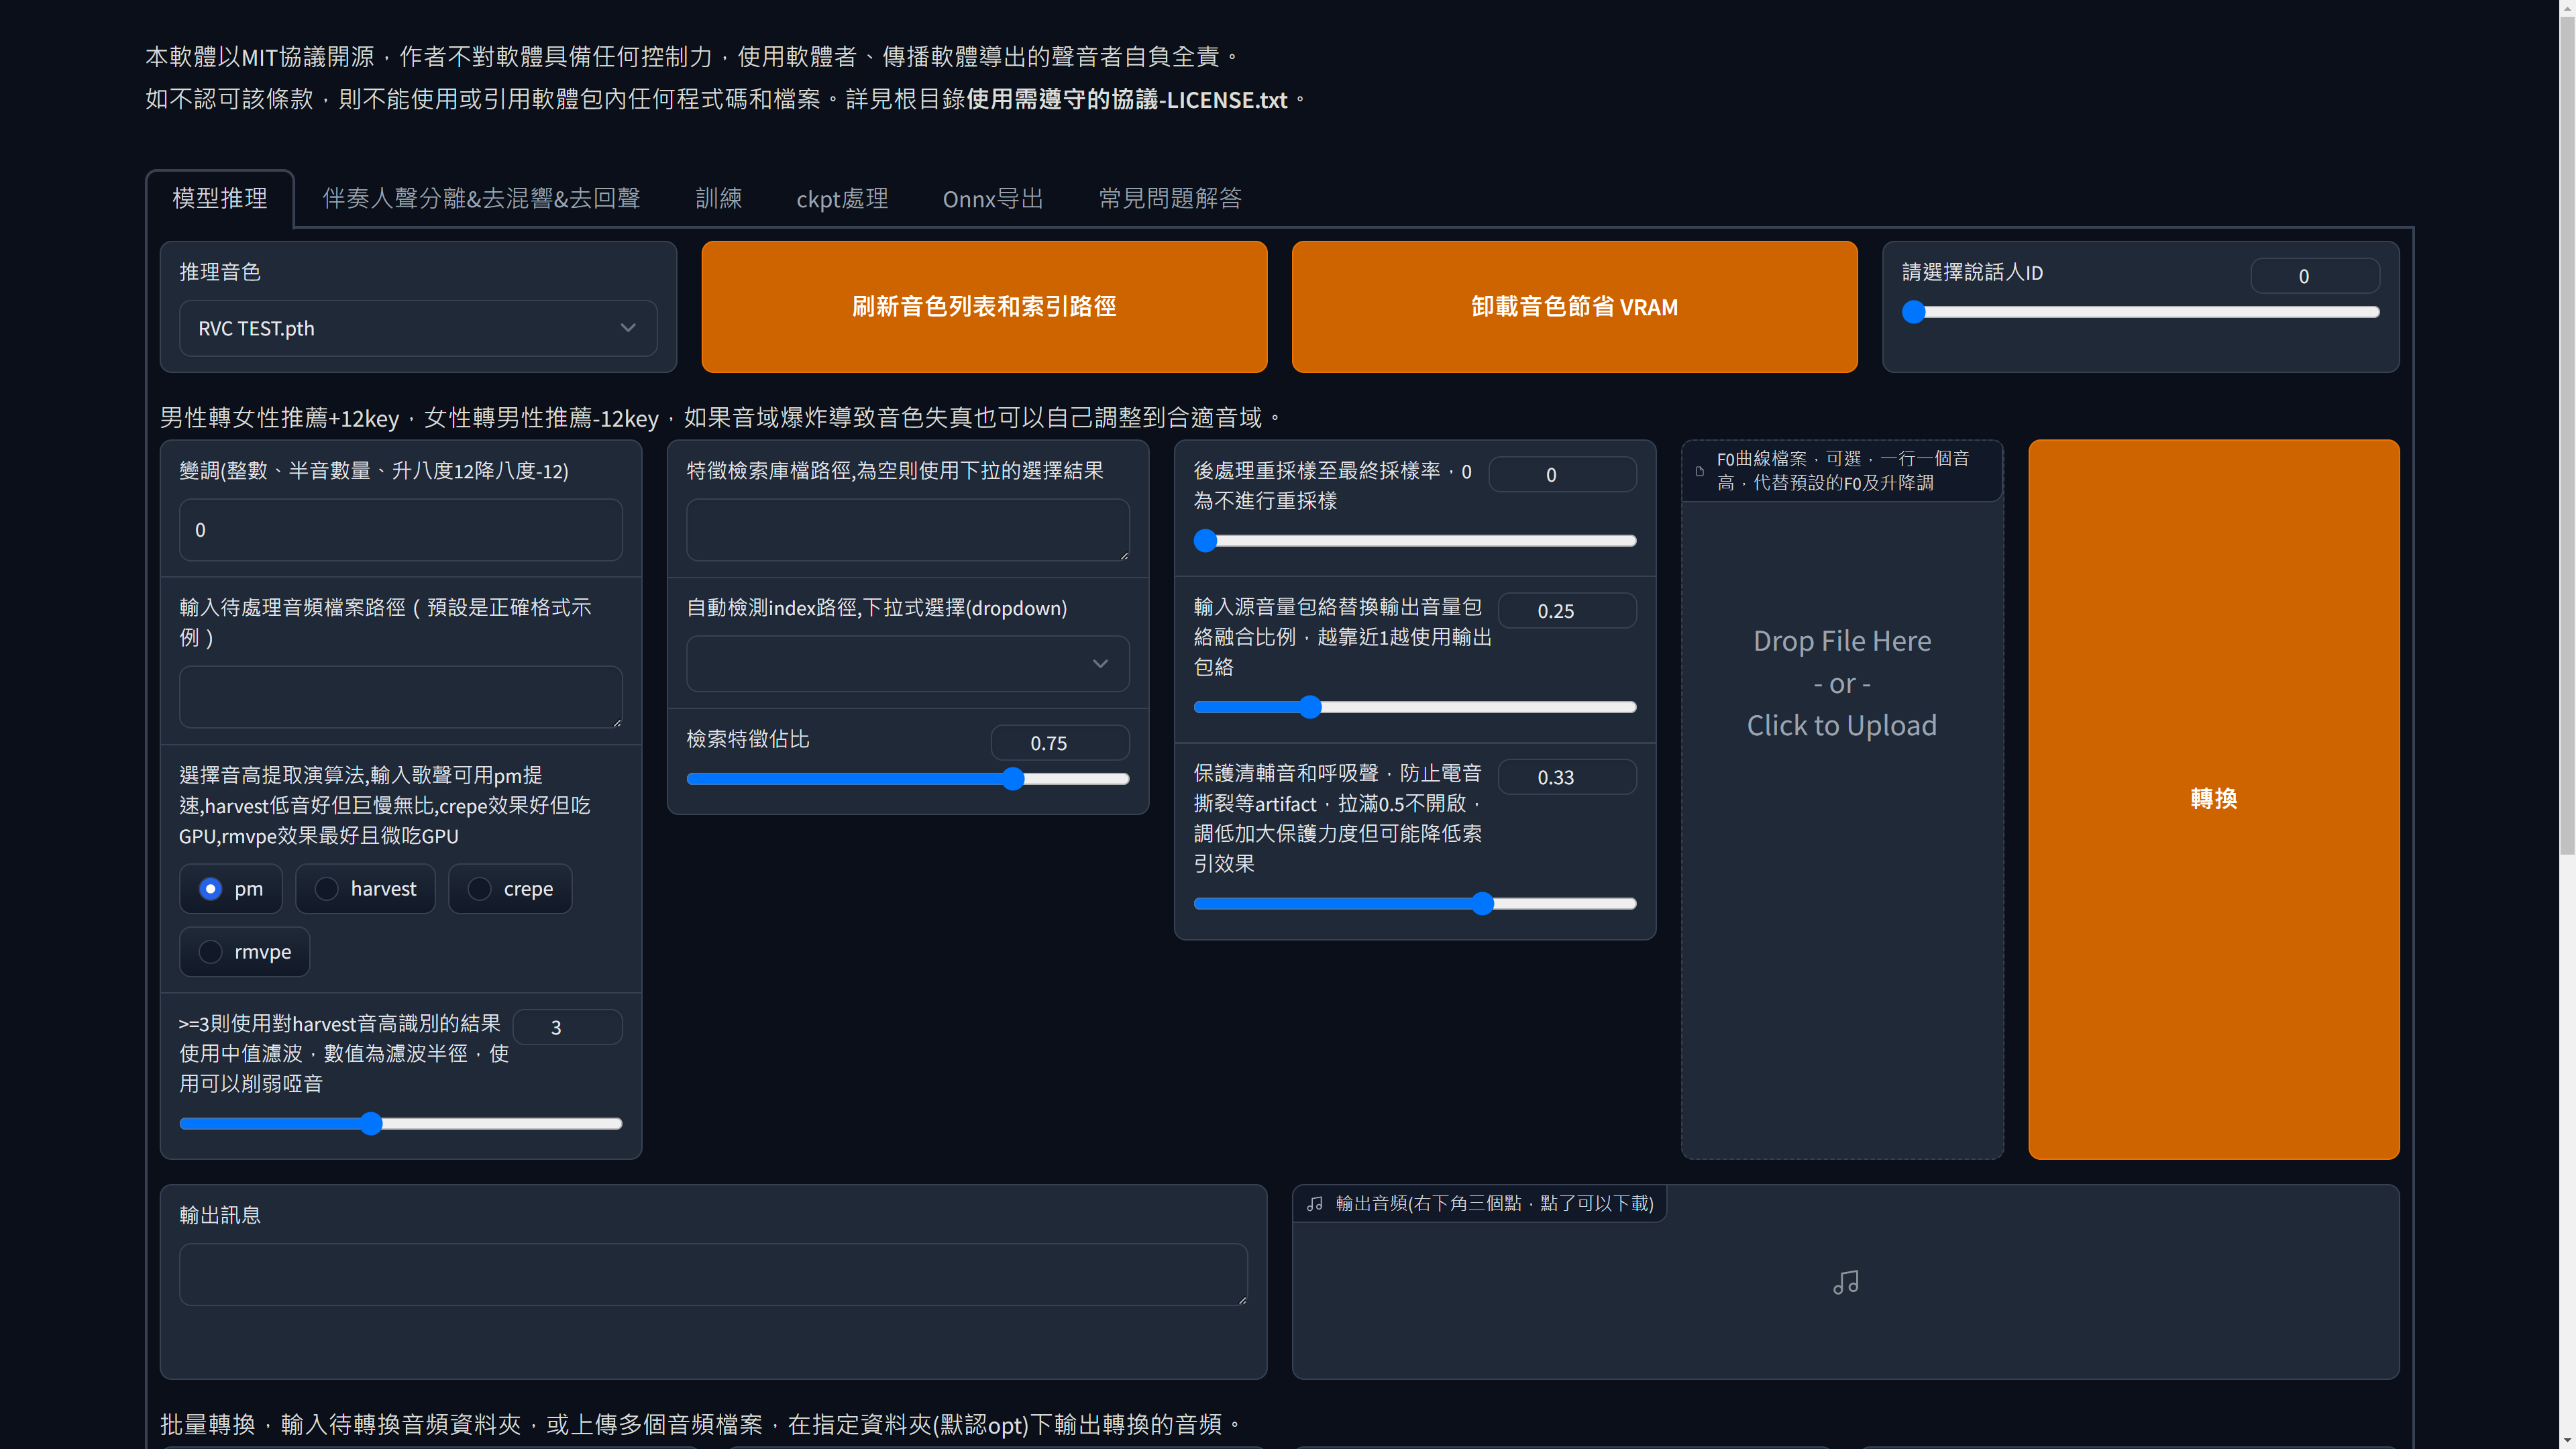 本軟體以MIT協議開源，作者不對軟體具備任何控制力，使用軟體者、傳播軟體導出的聲音者自負全責。
如不認可該條款，則不能使用或引用軟體包內任何程式碼和檔案。詳見根目錄使用需遵守的協議-LICENSE.txt。
模型推理
伴奏人聲分離&去混響&去回聲
訓練
ckpt處理
Onnx导出
常見問題解答
推理音色
RVC TEST.pth
刷新音色列表和索引路徑
卸載音色節省 VRAM
請選擇說話人ID
0
男性轉女性推薦+12key，女性轉男性推薦-12key，如果音域爆炸導致音色失真也可以自己調整到合適音域。
變調(整數、半音數量、升八度12降八度-12)
0
輸入待處理音頻檔案路徑（預設是正確格式示
例）
選擇音高提取演算法,輸入歌聲可用pm提
速,harvest低音好但巨慢無比,crepe效果好但吃
GPU,rmvpe效果最好且微吃GPU
pm
harvest
crepe
rmvpe
>=3則使用對harvest音高識別的結果
使用中值濾波，數值為濾波半徑，使
用可以削弱啞音
3
特徵檢索庫檔路徑,為空則使用下拉的選擇結果
自動檢測index路徑,下拉式選擇(dropdown)
檢索特徵佔比
0.75
後處理重採樣至最終採樣率，0
為不進行重採樣
0
輸入源音量包絡替換輸出音量包
絡融合比例，越靠近1越使用輸出
包絡
0.25
保護清輔音和呼吸聲，防止電音
撕裂等artifact，拉滿0.5不開啟，
調低加大保護力度但可能降低索
引效果
0.33
F0曲線檔案，可選，一行一個音
高，代替預設的F0及升降調
Drop File Here
- or -
Click to Upload
轉換
輸出訊息
輸出音頻(右下角三個點，點了可以下載)
批量轉換，輸入待轉換音頻資料夾，或上傳多個音頻檔案，在指定資料夾(默認opt)下輸出轉換的音頻。